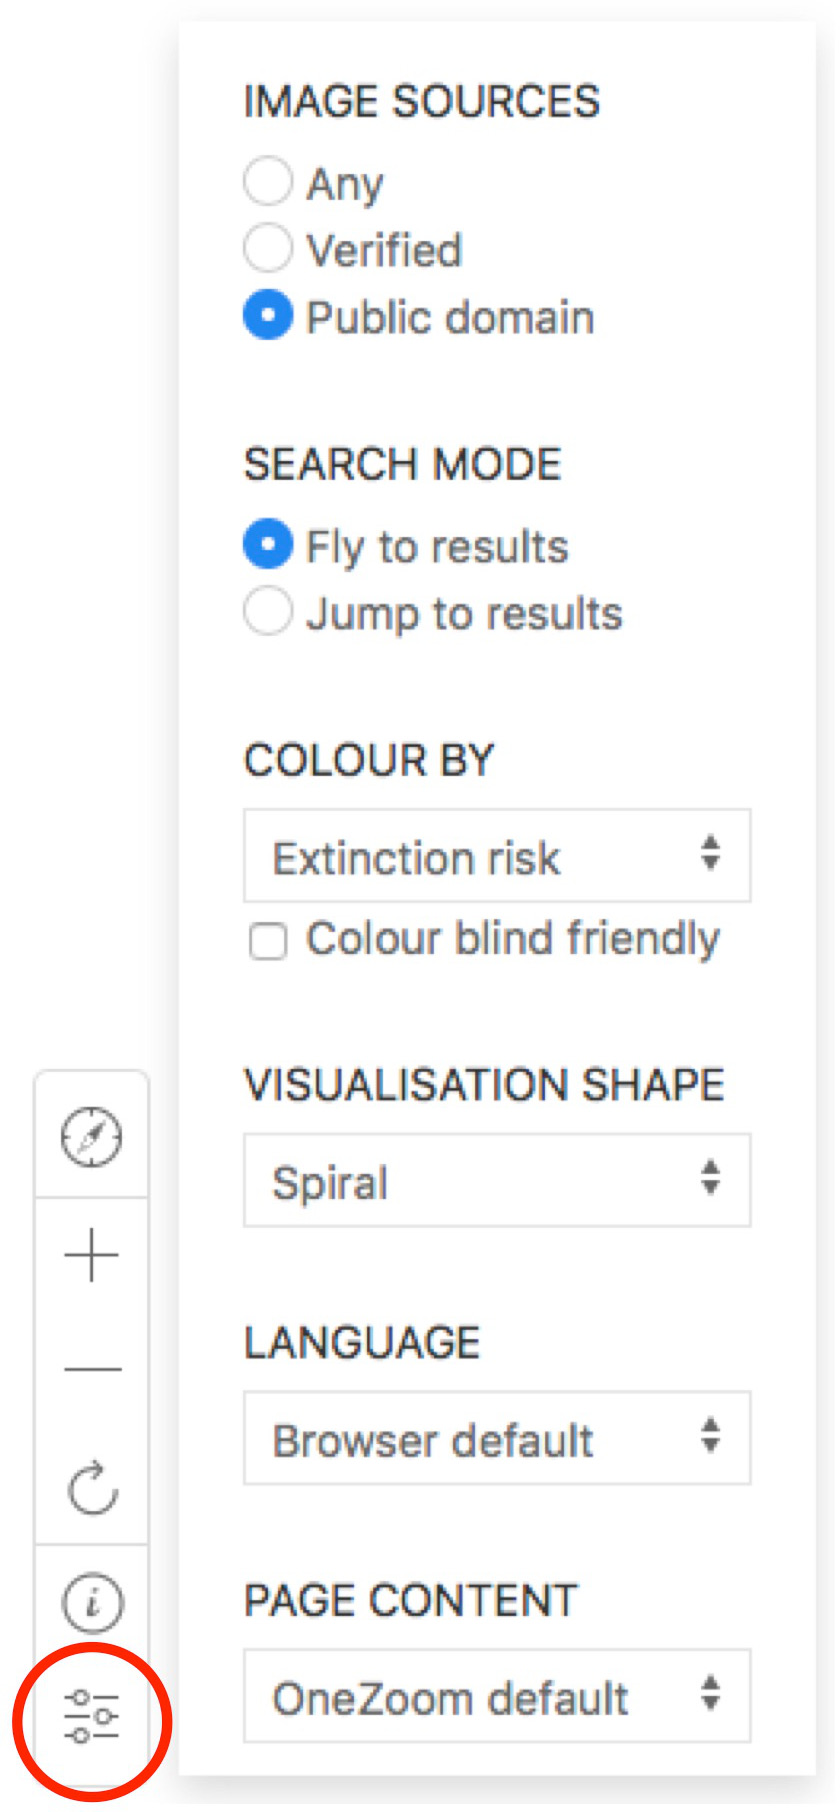 IMAGE SOURCES
Any
Verified
Public domain
SEARCH MODE
Fly to results
Jump to results
COLOUR BY
Extinction risk
Colour blind friendly
VISUALISATION SHAPE
Spiral
LANGUAGE
Browser default
PAGE CONTENT
OneZoom default